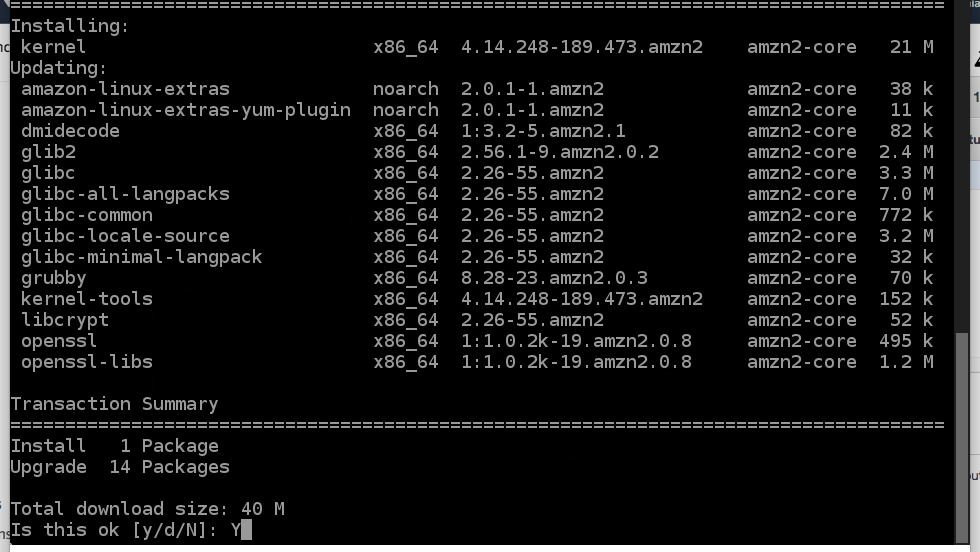 ================================================================================
Installing:
 kernel                    x86_64  4.14.248-189.473.amzn2    amzn2-core   21 M
Updating:
 amazon-linux-extras             noarch  2.0.1-1.amzn2             amzn2-core   38 k
 amazon-linux-extras-yum-plugin  noarch  2.0.1-1.amzn2             amzn2-core   11 k
 dmidecode                       x86_64  1:3.2-5.amzn2.1           amzn2-core   82 k
 glib2                           x86_64  2.56.1-9.amzn2.0.2        amzn2-core  2.4 M
 glibc                           x86_64  2.26-55.amzn2             amzn2-core  3.3 M
 glibc-all-langpacks             x86_64  2.26-55.amzn2             amzn2-core  7.0 M
 glibc-common                    x86_64  2.26-55.amzn2             amzn2-core  772 k
 glibc-locale-source             x86_64  2.26-55.amzn2             amzn2-core  3.2 M
 glibc-minimal-langpack          x86_64  2.26-55.amzn2             amzn2-core   32 k
 grubby                          x86_64  8.28-23.amzn2.0.3         amzn2-core   70 k
 kernel-tools                    x86_64  4.14.248-189.473.amzn2    amzn2-core  152 k
 libcrypt                        x86_64  2.26-55.amzn2             amzn2-core   52 k
 openssl                         x86_64  1:1.0.2k-19.amzn2.0.8     amzn2-core  495 k
 openssl-libs                    x86_64  1:1.0.2k-19.amzn2.0.8     amzn2-core  1.2 M
Transaction Summary
================================================================================
Install   1 Package
Upgrade  14 Packages
Total download size: 40 M
Is this ok [y/d/N]: Y